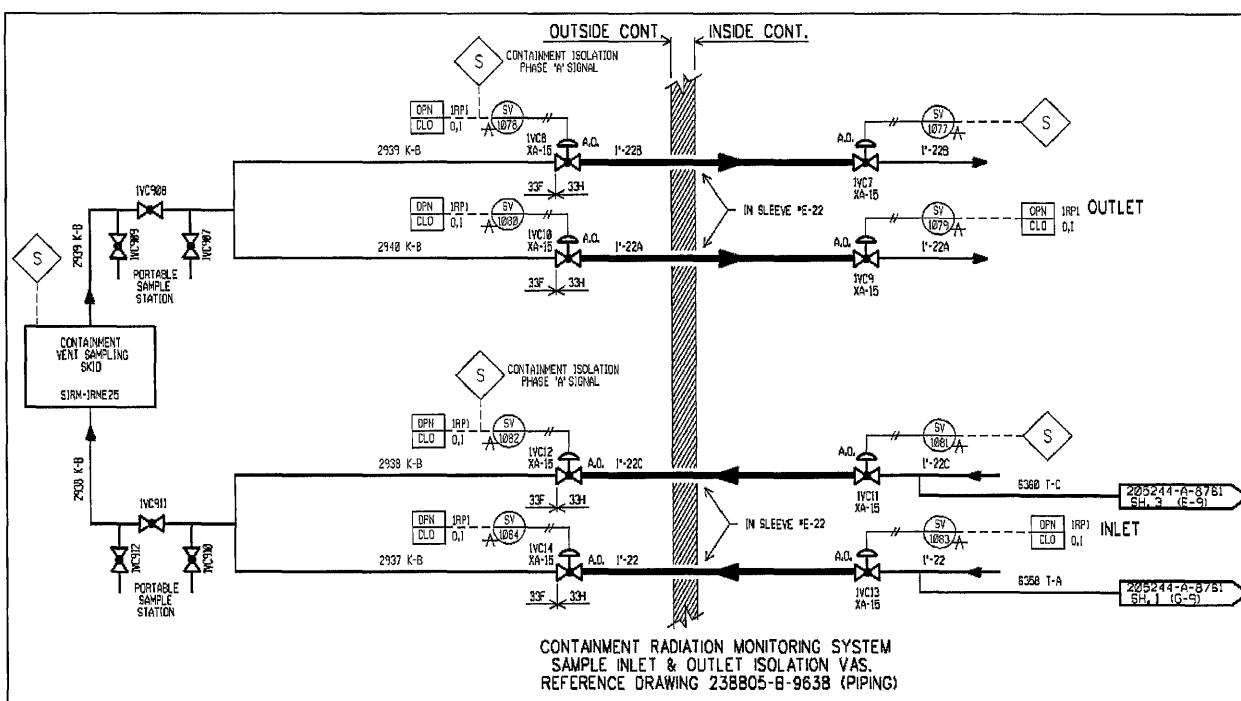 OUTSIDE CONT. INSIDE CONT.
S CONTAINMENT ISOLATION
PHASE 'A' SIGNAL
OPN 1RP1 SV
CLO 0,I A 1078
SV
1077 A S
1VC8
XA-15 A.O.
2939 K-B
1"-22B
A.O. 1"-22B
1VC7
XA-15
33F 33H
IN SLEEVE #E-22
1VC908
2939 K-B
1VC909
1VC907
PORTABLE
SAMPLE
STATION
OPN 1RP1 SV
CLO 0,I A 1080
SV
1079 A
OPN 1RP1 OUTLET
CLO 0,I
1VC10
XA-15 A.O.
2940 K-B
1"-22A
A.O. 1"-22A
1VC9
XA-15
33F 33H
S
CONTAINMENT
VENT SAMPLING
SKID
S1RM-1RME25
S CONTAINMENT ISOLATION
PHASE 'A' SIGNAL
OPN 1RP1 SV
CLO 0,I A 1082
SV
1081 A S
1VC12
XA-15 A.O.
2938 K-B
1"-22C
A.O. 1"-22C
1VC11
XA-15
33F 33H
6360 T-C
205244-A-8761
SH. 3 (E-9)
IN SLEEVE #E-22
2938 K-B
1VC911
1VC912
1VC910
PORTABLE
SAMPLE
STATION
OPN 1RP1 SV
CLO 0,I A 1084
SV
1083 A
OPN 1RP1 INLET
CLO 0,I
1VC14
XA-15 A.O.
2937 K-B
1"-22
A.O. 1"-22
1VC13
XA-15
33F 33H
6358 T-A
205244-A-8761
SH. 1 (G-9)
CONTAINMENT RADIATION MONITORING SYSTEM
SAMPLE INLET & OUTLET ISOLATION VAS.
REFERENCE DRAWING 238805-B-9638 (PIPING)